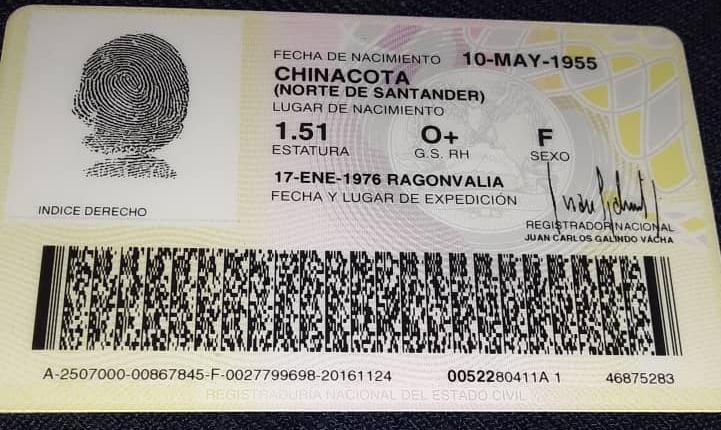 FECHA DE NACIMIENTO 10-MAY-1955
CHINACOTA
(NORTE DE SANTANDER)
LUGAR DE NACIMIENTO
1.51 O+ F
ESTATURA G.S. RH SEXO
17-ENE-1976 RAGONVALIA
FECHA Y LUGAR DE EXPEDICIÓN
INDICE DERECHO
REGISTRADOR NACIONAL
JUAN CARLOS GALINDO VÁCHA
A-2507000-00867845-F-0027799698-20161124 0052280411A 1 46875283
REGISTRADURIA NACIONAL DEL ESTADO CIVIL